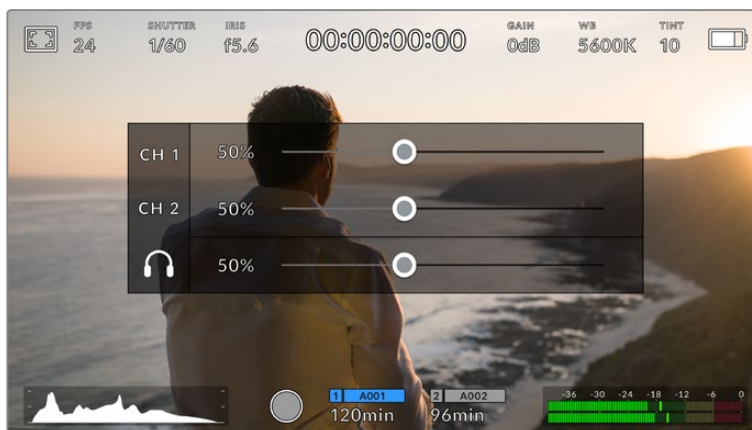 FPS SHUTTER IRIS GAIN WB TINT
24 1/60 f5.6 00:00:00:00 0dB 5600K 10
CH 1 50%
CH 2 50%
50%
1 A001 2 A002
120min 96min
-36 -30 -24 -18 -12 -6 0